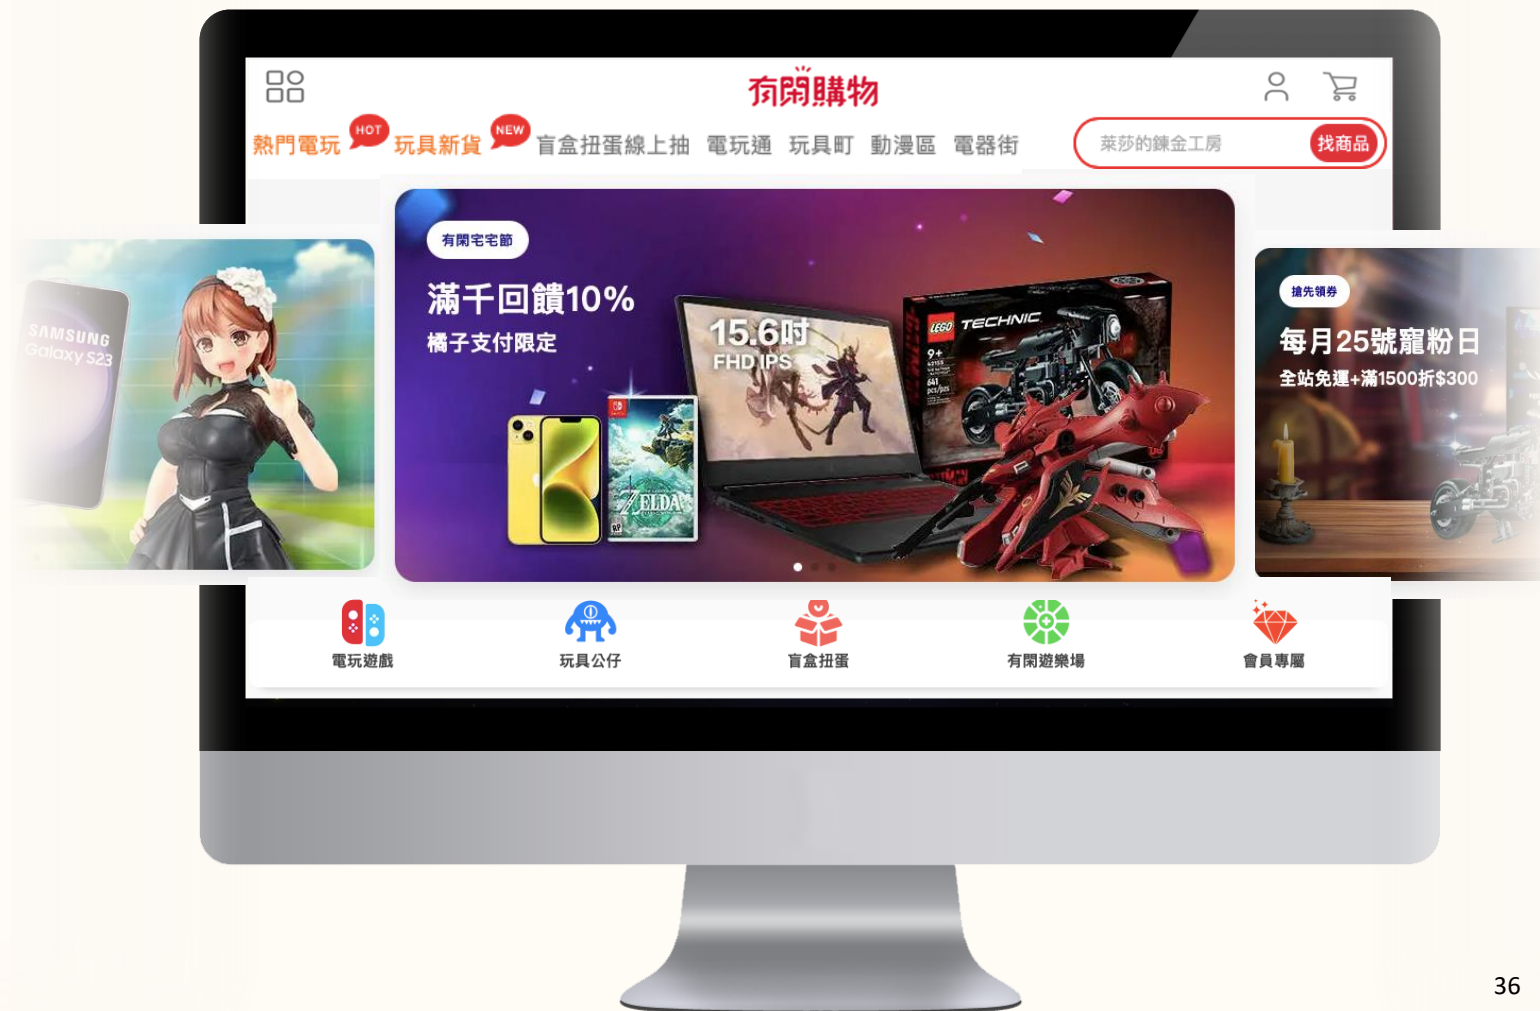 有閑購物
熱門電玩 HOT 玩具新貨 NEW 盲盒扭蛋線上抽 電玩通 玩具町 動漫區 電器街 萊莎的鍊金工房 找商品
SAMSUNG
Galaxy S23
有閑宅宅節
滿千回饋10%
橘子支付限定
15.6吋
FHD IPS
LEGO TECHNIC
9+
641
pcs/pzs
ZELDA
搶先領券
每月25號寵粉日
全站免運+滿1500折$300
電玩遊戲 玩具公仔 盲盒扭蛋 有閑遊樂場 會員專屬
36